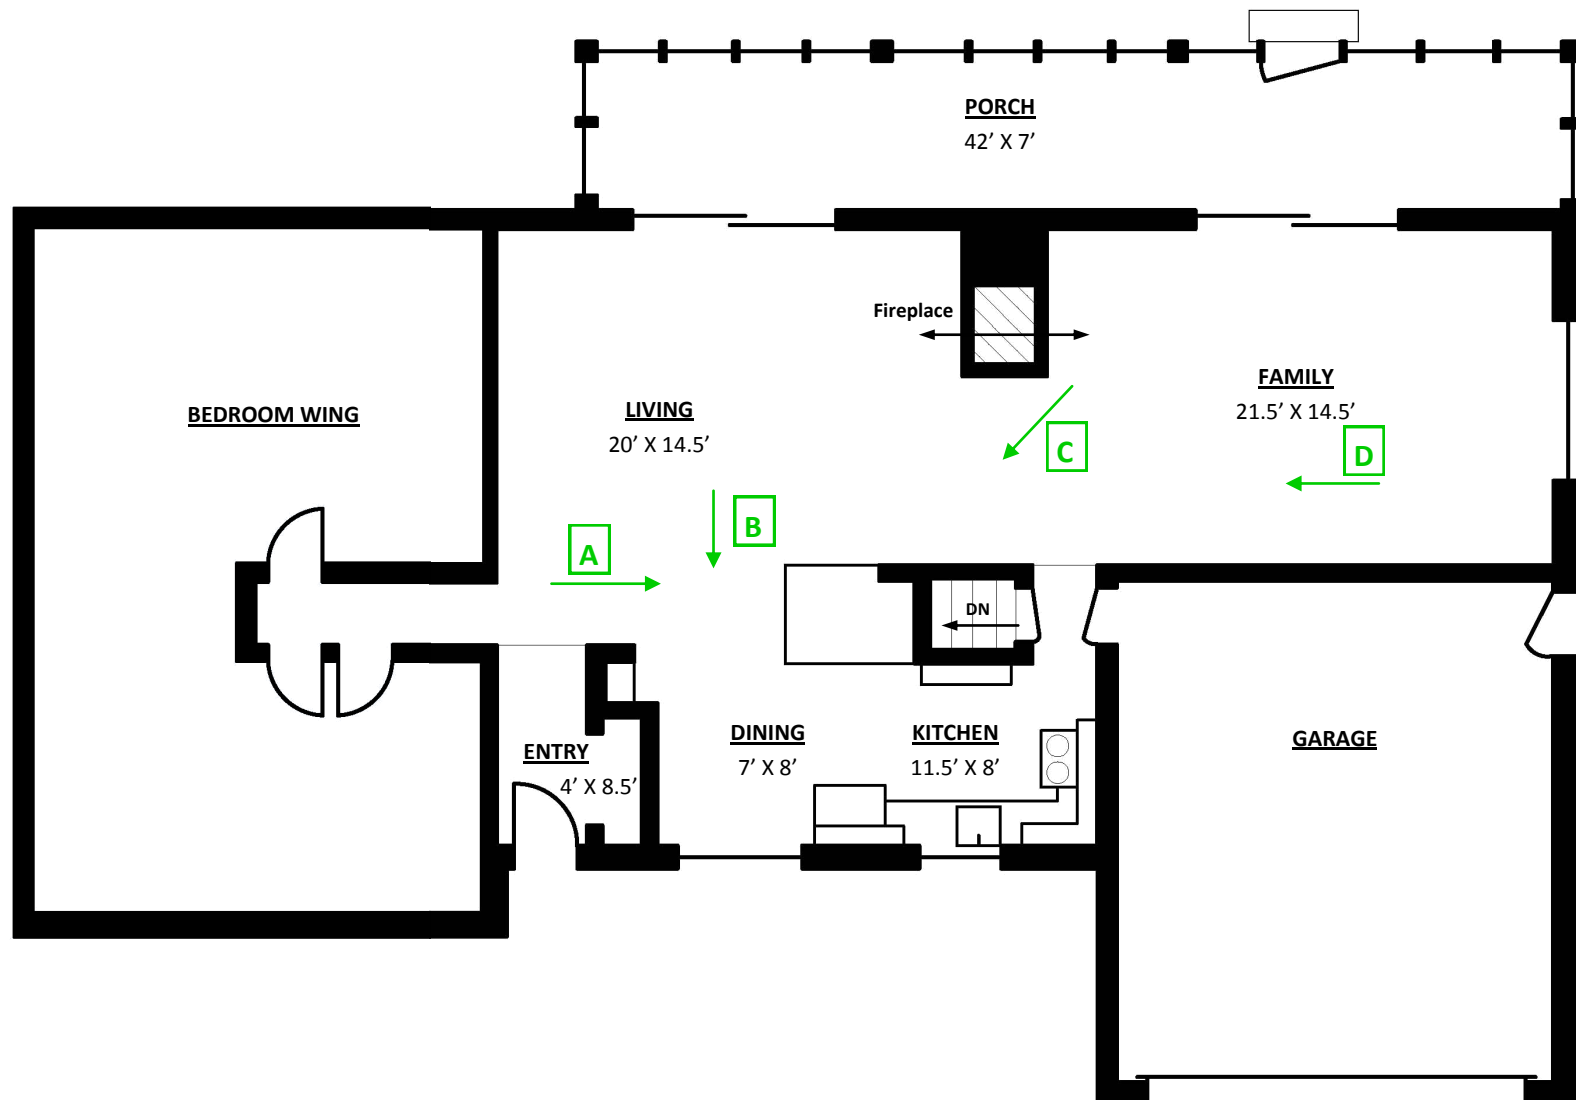 PORCH
42’ X 7’
Fireplace
FAMILY
21.5’ X 14.5’
BEDROOM WING
LIVING
20’ X 14.5’
C
D
B
A
DN
ENTRY
4’ X 8.5’
DINING
7’ X 8’
KITCHEN
11.5’ X 8’
GARAGE